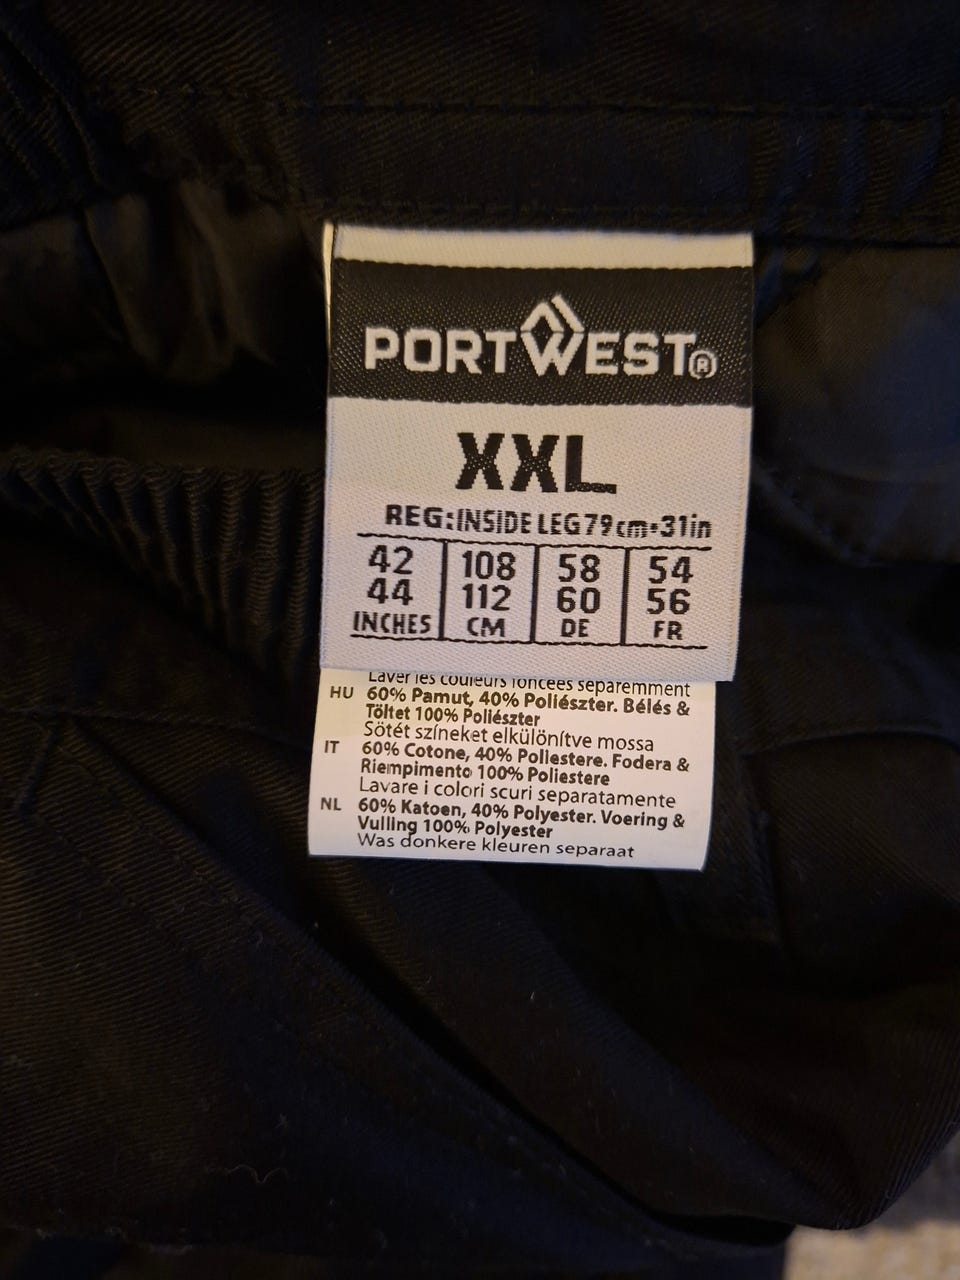 PORTWEST®
XXL
REG:INSIDE LEG 79cm•31in
42 108 58 54
44 112 60 56
INCHES CM DE FR
Laver les couleurs foncées séparemment
HU 60% Pamut, 40% Poliészter. Bélés &
Töltet 100% Poliészter
Sötét színeket elkülönítve mossa
IT 60% Cotone, 40% Poliestere. Fodera &
Riempimento 100% Poliestere
Lavare i colori scuri separatamente
NL 60% Katoen, 40% Polyester. Voering &
Vulling 100% Polyester
Was donkere kleuren separaat